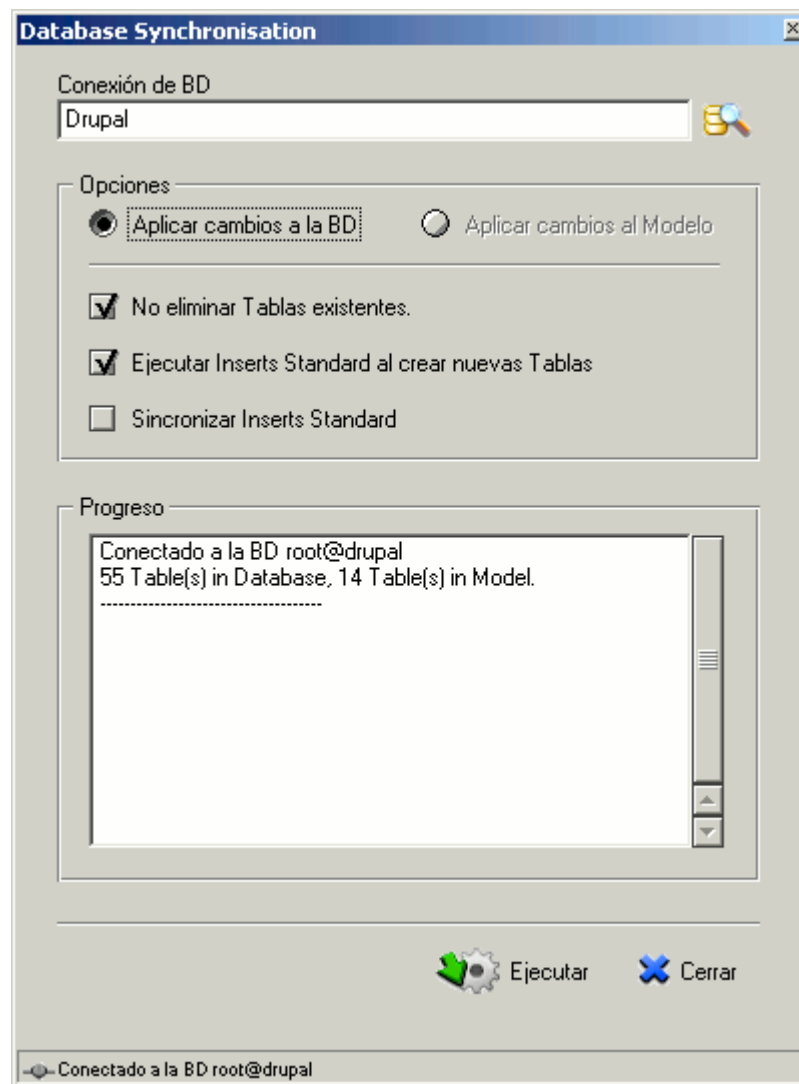 Database Synchronisation
Conexión de BD
Drupal
Opciones
Aplicar cambios a la BD
Aplicar cambios al Modelo
No eliminar Tablas existentes.
Ejecutar Inserts Standard al crear nuevas Tablas
Sincronizar Inserts Standard
Progreso
Conectado a la BD root@drupal
55 Table(s) in Database, 14 Table(s) in Model.
-------------------------------------
Ejecutar
Cerrar
Conectado a la BD root@drupal